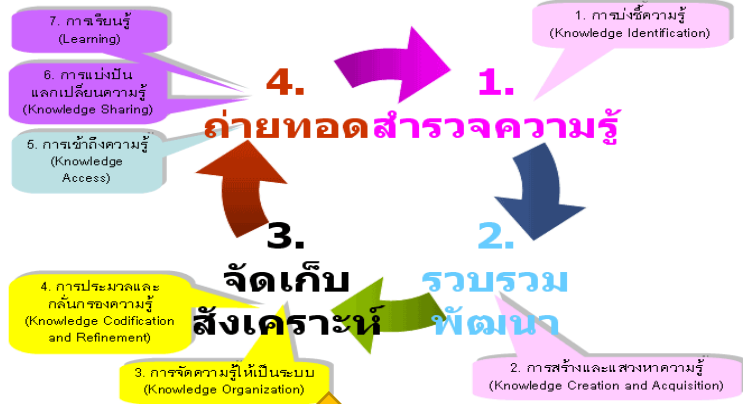 7. การเรียนรู้
(Learning)
6. การแบ่งปัน
แลกเปลี่ยนความรู้
(Knowledge Sharing)
5. การเข้าถึงความรู้
(Knowledge
Access)
4.
ถ่ายทอด
1. การบ่งชี้ความรู้
(Knowledge Identification)
1.
สำรวจความรู้
2.
รวบรวม
พัฒนา
2. การสร้างและแสวงหาความรู้
(Knowledge Creation and Acquisition)
3.
จัดเก็บ
สังเคราะห์
3. การจัดความรู้ให้เป็นระบบ
(Knowledge Organization)
4. การประมวลและ
กลั่นกรองความรู้
(Knowledge Codification
and Refinement)